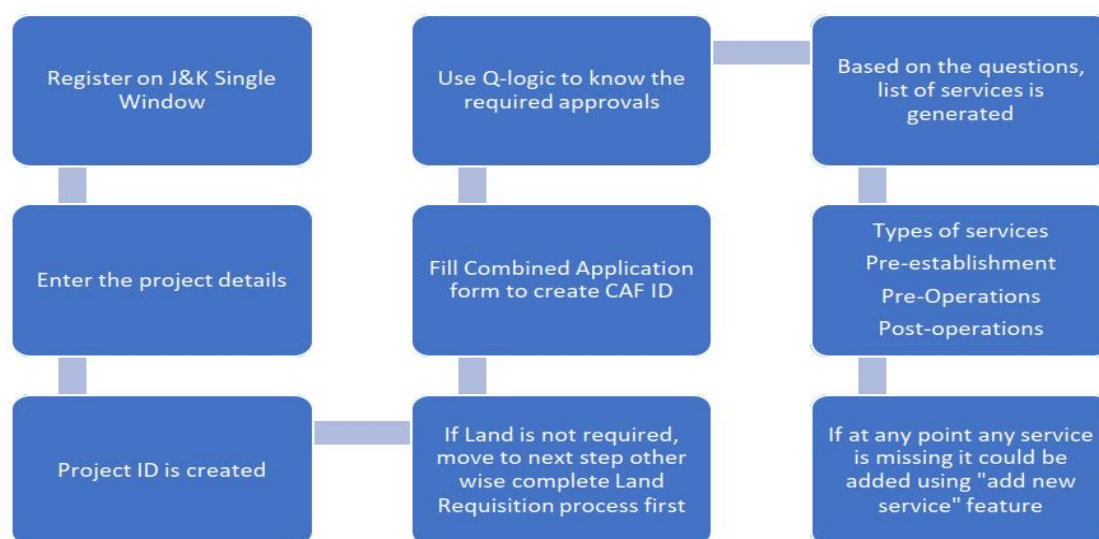 Register on J&K Single
Window
Enter the project details
Project ID is created
If Land is not required,
move to next step other
wise complete Land
Requisition process first
Fill Combined Application
form to create CAF ID
Use Q-logic to know the
required approvals
Based on the questions,
list of services is
generated
Types of services
Pre-establishment
Pre-Operations
Post-operations
If at any point any service
is missing it could be
added using "add new
service" feature